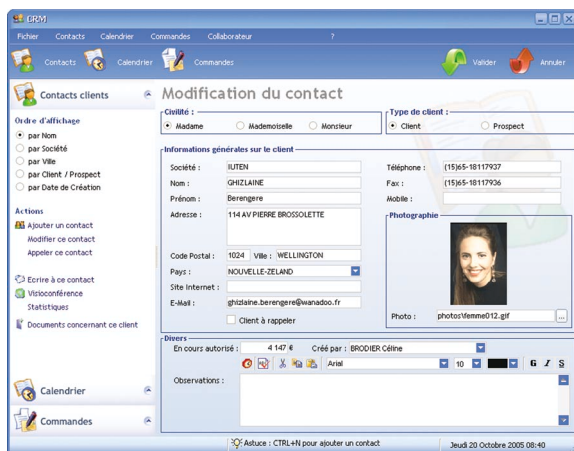 CRM
Fichier Contacts Calendrier Commandes Collaborateur ?
Contacts Calendrier Commandes Valider Annuler
Contacts clients
Ordre d'affichage
par Nom
par Société
par Ville
par Client / Prospect
par Date de Création
Actions
Ajouter un contact
Modifier ce contact
Appeler ce contact
Ecrire à ce contact
Visioconférence
Statistiques
Documents concernant ce client
Calendrier
Commandes
Modification du contact
Civilité :
Madame Mademoiselle Monsieur
Type de client :
Client Prospect
Informations générales sur le client
Société : IUTEN
Nom : GHIZLAINE
Prénom : Berengere
Adresse : 114 AV PIERRE BROSSOLETTE
Code Postal : 1024 Ville : WELLINGTON
Pays : NOUVELLE-ZELAND
Site Internet :
E-Mail : ghizlaine.berengere@wanadoo.fr
Client à rappeler
Téléphone : (15)65-18117937
Fax : (15)65-18117936
Mobile :
Photographie
Photo : photos\femme012.gif ...
Divers
En cours autorisé : 4 147 € Créé par : BRODIER Céline
Arial 10 G I S
Observations :
Astuce : CTRL+N pour ajouter un contact
Jeudi 20 Octobre 2005 08:40